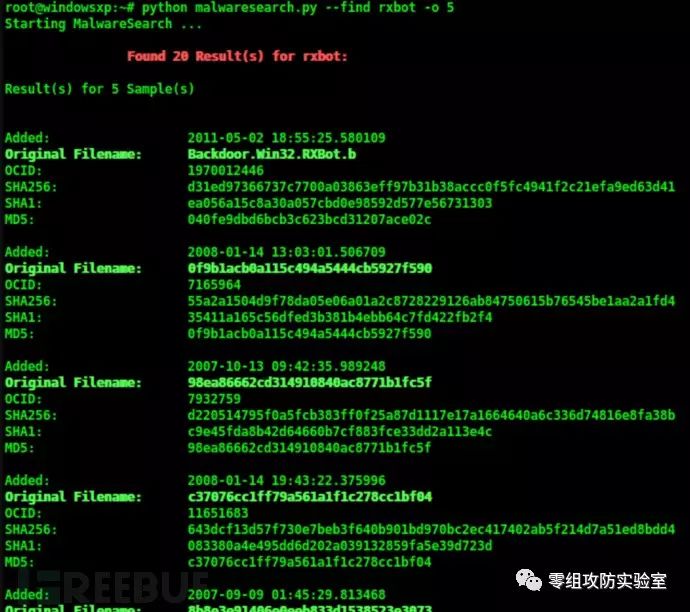 root@windowsxp:~# python malwaresearch.py --find rxbot -o 5
Starting MalwareSearch ...
Found 20 Result(s) for rxbot:
Result(s) for 5 Sample(s)
Added: 2011-05-02 18:55:25.580109
Original Filename: Backdoor.Win32.RXBot.b
OCID: 1970012446
SHA256: d31ed97366737c7700a03863eff97b31b38accc0f5fc4941f2c21efa9ed63d41
SHA1: ea056a15c8a30a057cbd0e98592d577e56731303
MD5: 040fe9dbd6bcb3c623bcd31207ace02c
Added: 2008-01-14 13:03:01.506709
Original Filename: 0f9b1acb0a115c494a5444cb5927f590
OCID: 7165964
SHA256: 55a2a1504d9f78da05e06a01a2c8728229126ab84750615b76545be1aa2a1fd4
SHA1: 35411a165c56dfed3b381b4ebb64c7fd422fb2f4
MD5: 0f9b1acb0a115c494a5444cb5927f590
Added: 2007-10-13 09:42:35.989248
Original Filename: 98ea86662cd314910840ac8771b1fc5f
OCID: 7932759
SHA256: d220514795f0a5fcb383ff0f25a87d1117e17a1664640a6c336d74816e8fa38b
SHA1: c9e45fda8b42d64660b7cf883fce33dd2a113e4c
MD5: 98ea86662cd314910840ac8771b1fc5f
Added: 2008-01-14 19:43:22.375996
Original Filename: c37076cc1ff79a561a1f1c278cc1bf04
OCID: 11651683
SHA256: 643dcf13d57f730e7beb3f640b901bd970bc2ec417402ab5f214d7a51ed8bdd4
SHA1: 083380a4e495dd6d202a039132859fa5e39d723d
MD5: c37076cc1ff79a561a1f1c278cc1bf04
Added: 2007-09-09 01:45:29.813468
Original Filename:
FREEBUF
零组攻防实验室